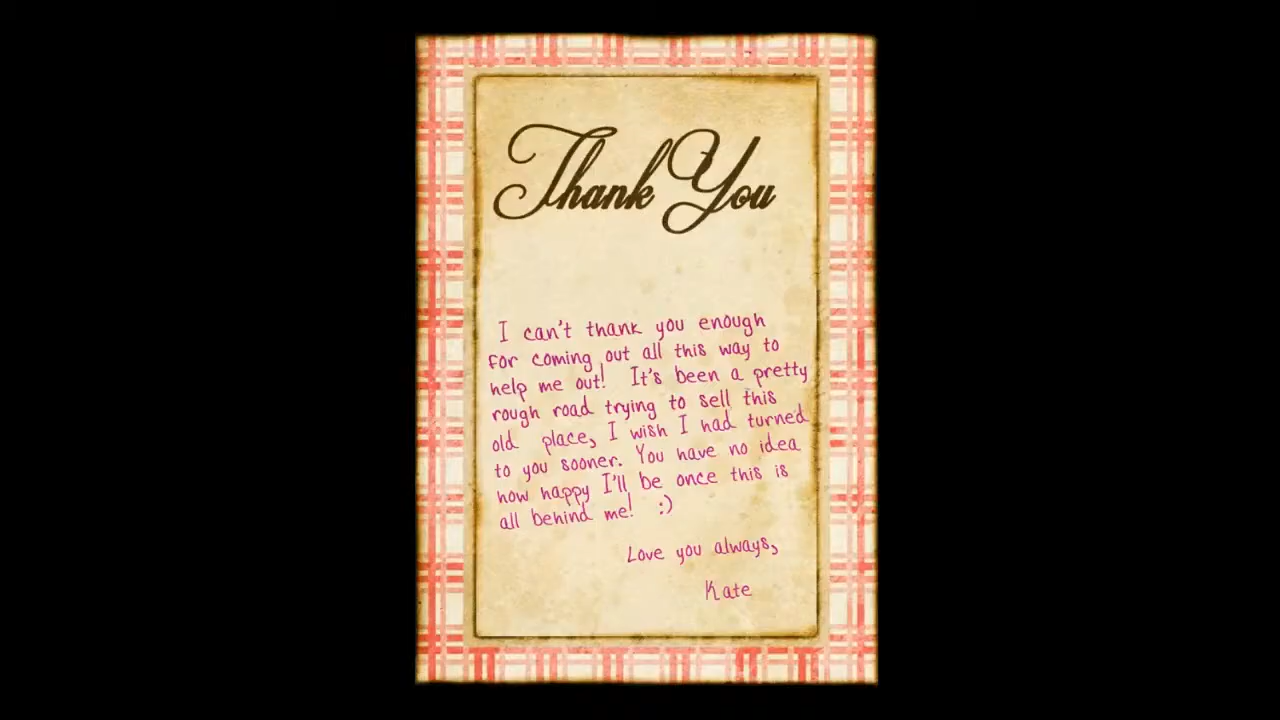 Thank You
I can't thank you enough
for coming out all this way to
help me out! It's been a pretty
rough road trying to sell this
old place, I wish I had turned
to you sooner. You have no idea
how happy I'll be once this is
all behind me! :)
Love you always,
Kate